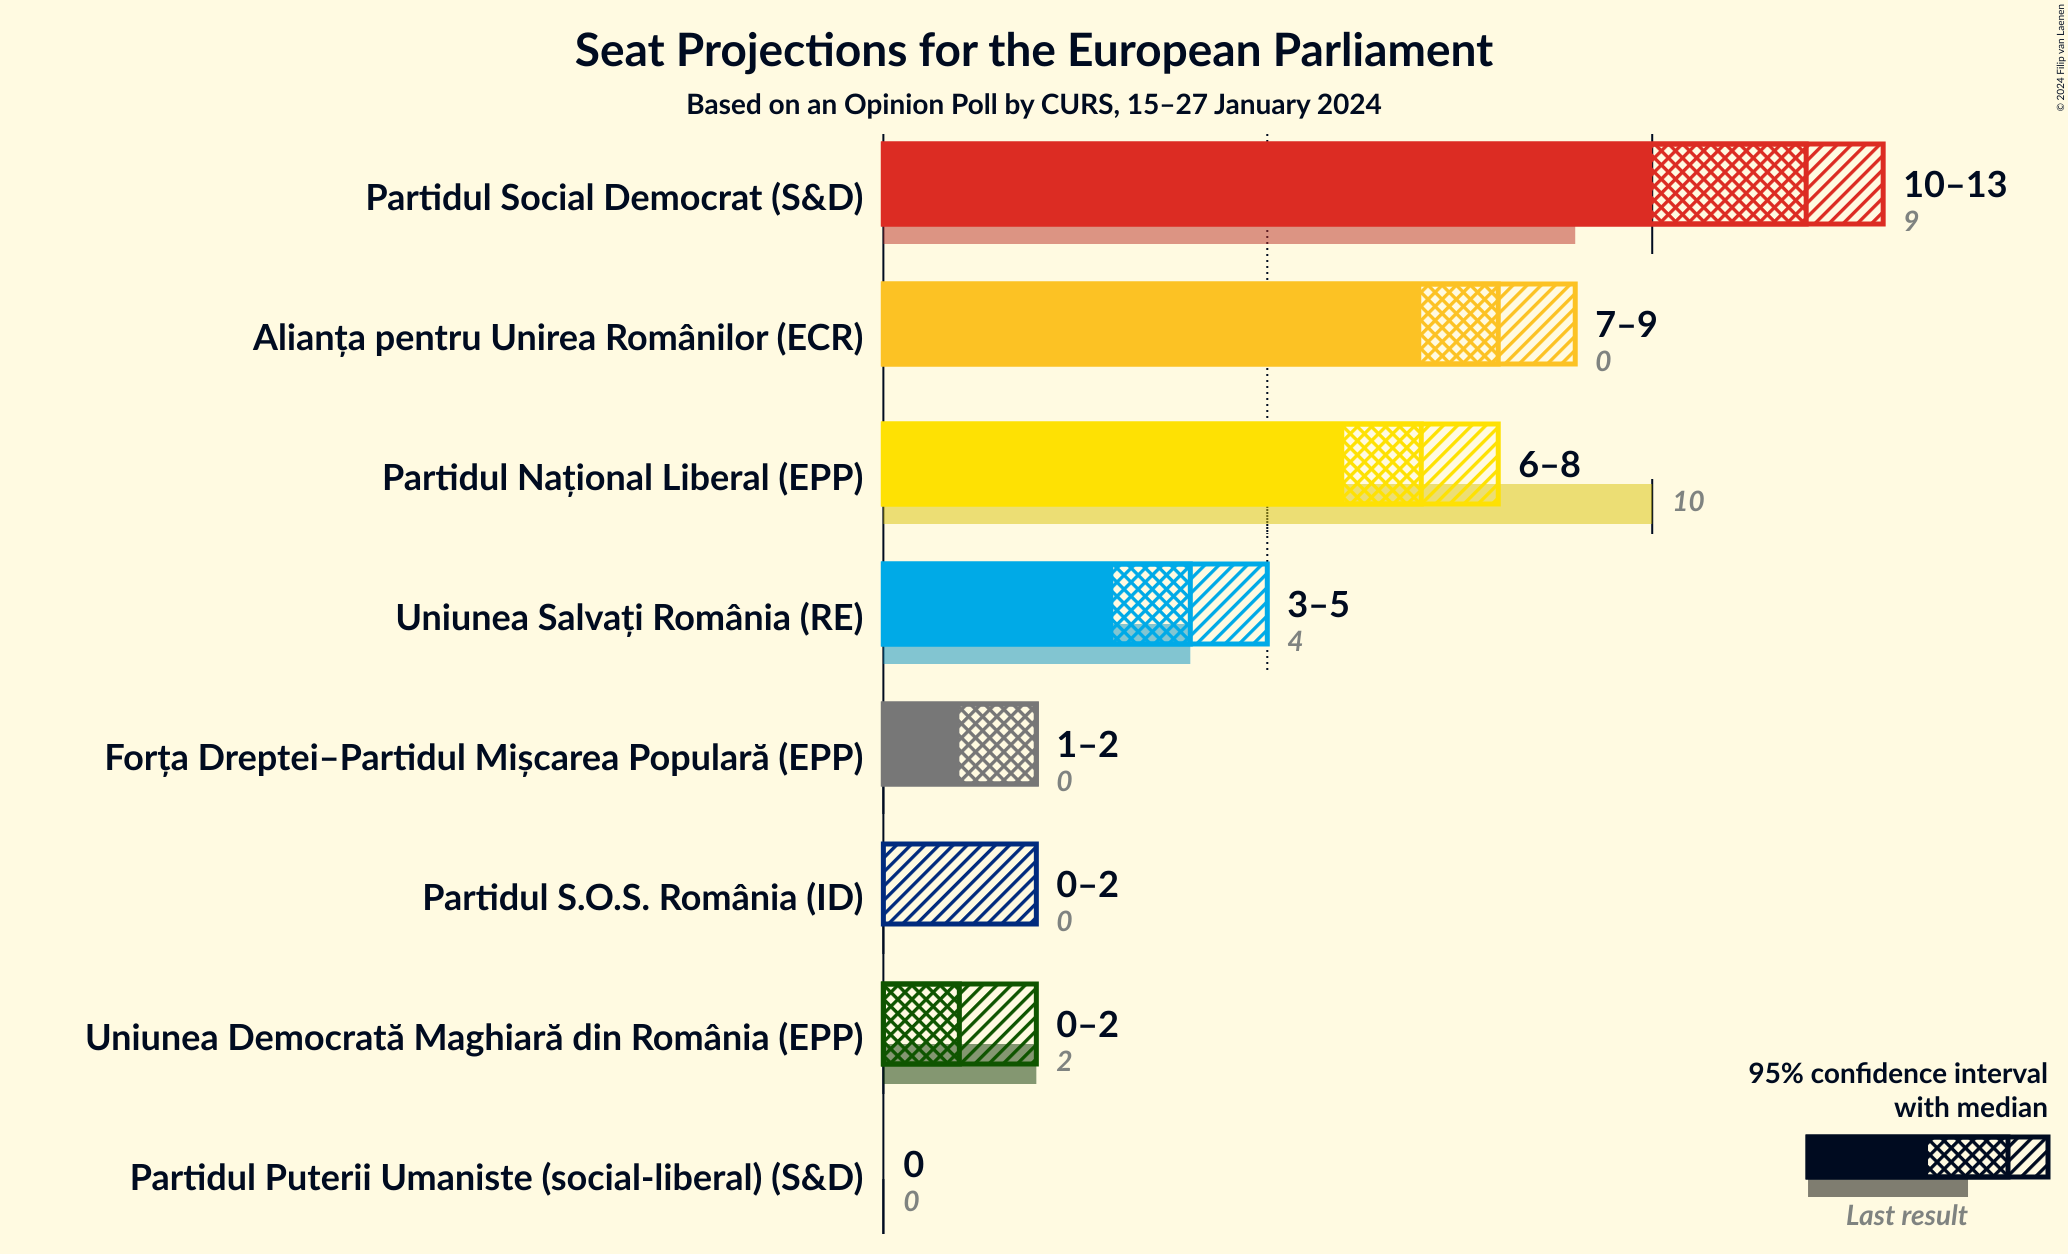 Seat Projections for the European Parliament
Based on an Opinion Poll by CURS, 15–27 January 2024
© 2024 Filip van Laenen
Partidul Social Democrat (S&D)
10–13
9
Alianța pentru Unirea Românilor (ECR)
7–9
0
Partidul Național Liberal (EPP)
6–8
10
Uniunea Salvați România (RE)
3–5
4
Forța Dreptei–Partidul Mișcarea Populară (EPP)
1–2
0
Partidul S.O.S. România (ID)
0–2
0
Uniunea Democrată Maghiară din România (EPP)
0–2
2
Partidul Puterii Umaniste (social-liberal) (S&D)
0
0
95% confidence interval
with median
Last result